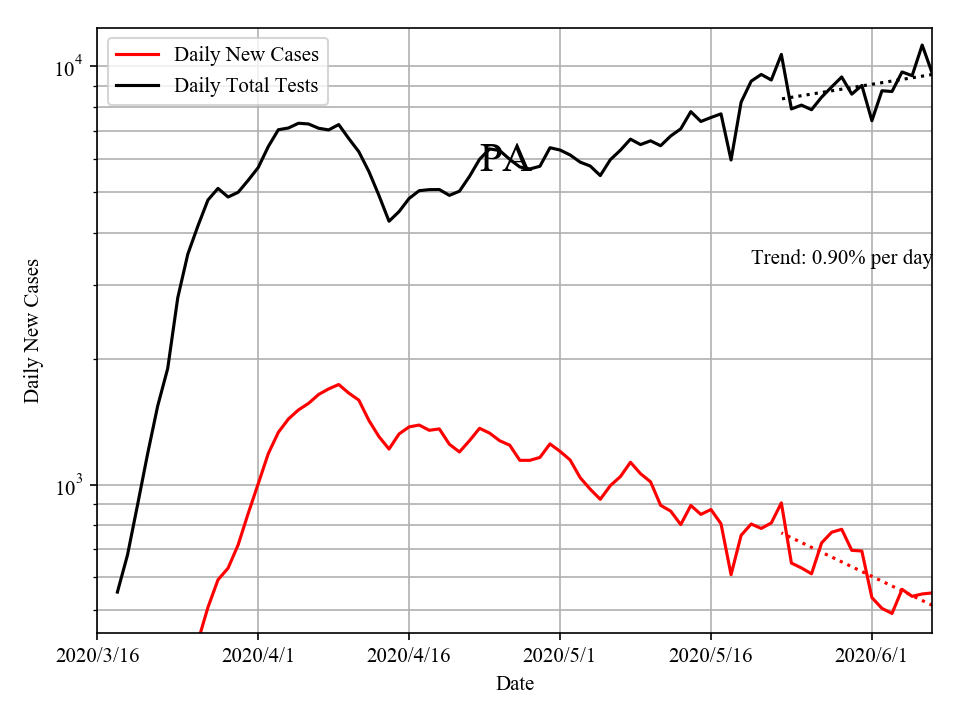 Daily New Cases
Daily Total Tests
10^4
PA
Trend: 0.90% per day
Daily New Cases
10^3
2020/3/16 2020/4/1 2020/4/16 2020/5/1 2020/5/16 2020/6/1
Date